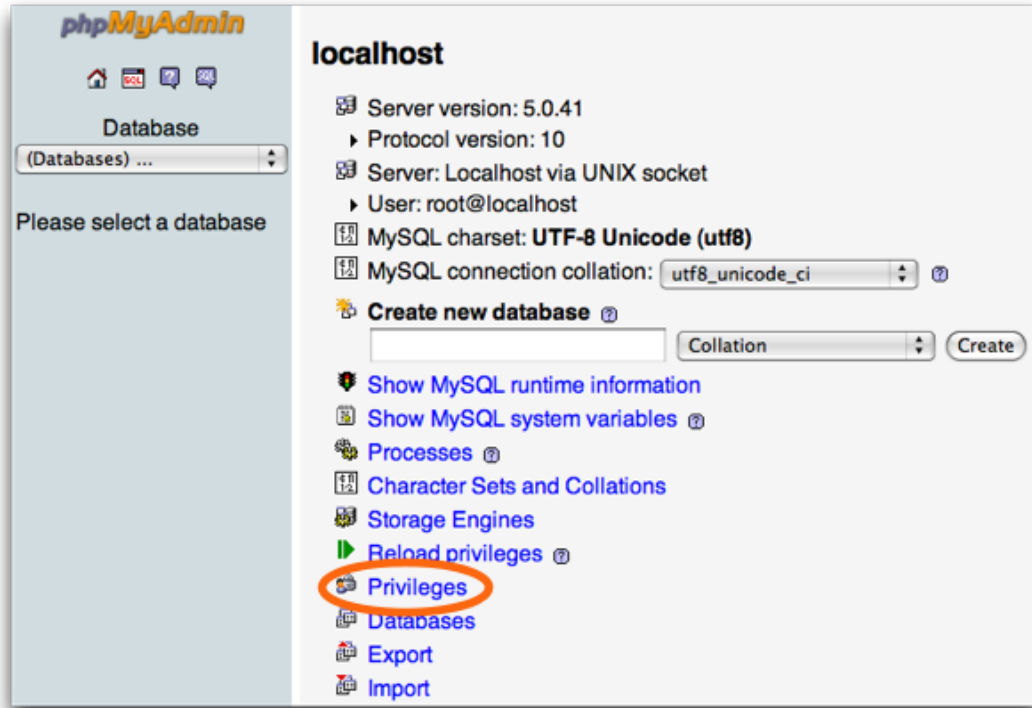 phpMyAdmin
Database
(Databases) ...
Please select a database
localhost
Server version: 5.0.41
Protocol version: 10
Server: Localhost via UNIX socket
User: root@localhost
MySQL charset: UTF-8 Unicode (utf8)
MySQL connection collation: utf8_unicode_ci
Create new database
Collation Create
Show MySQL runtime information
Show MySQL system variables
Processes
Character Sets and Collations
Storage Engines
Reload privileges
Privileges
Databases
Export
Import